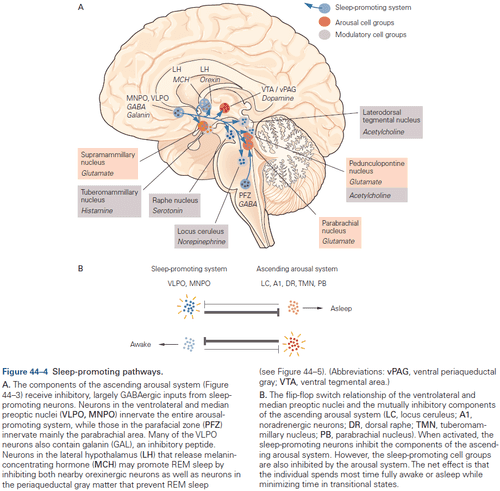 A
Sleep-promoting system
Arousal cell groups
Modulatory cell groups
LH
MCH
LH
Orexin
VTA / vPAG
Dopamine
MNPO, VLPO
GABA
Galanin
Laterodorsal
tegmental nucleus
Acetylcholine
Supramammillary
nucleus
Glutamate
Pedunculopontine
nucleus
Glutamate
Acetylcholine
Tuberomammillary
nucleus
Histamine
Raphe nucleus
Serotonin
PFZ
GABA
Locus ceruleus
Norepinephrine
Parabrachial
nucleus
Glutamate
B
Sleep-promoting system
Ascending arousal system
VLPO, MNPO
LC, A1, DR, TMN, PB
Asleep
Awake
Figure 44–4 Sleep-promoting pathways.
A. The components of the ascending arousal system (Figure
44–3) receive inhibitory, largely GABAergic inputs from sleep-
promoting neurons. Neurons in the ventrolateral and median
preoptic nuclei (VLPO, MNPO) innervate the entire arousal-
promoting system, while those in the parafacial zone (PFZ)
innervate mainly the parabrachial area. Many of the VLPO
neurons also contain galanin (GAL), an inhibitory peptide.
Neurons in the lateral hypothalamus (LH) that release melanin-
concentrating hormone (MCH) may promote REM sleep by
inhibiting both nearby orexinergic neurons as well as neurons in
the periaqueductal gray matter that prevent REM sleep
(see Figure 44–5). (Abbreviations: vPAG, ventral periaqueductal
gray; VTA, ventral tegmental area.)
B. The flip-flop switch relationship of the ventrolateral and
median preoptic nuclei and the mutually inhibitory components
of the ascending arousal system (LC, locus ceruleus; A1,
noradrenergic neurons; DR, dorsal raphe; TMN, tuberomam-
millary nucleus; PB, parabrachial nucleus). When activated, the
sleep-promoting neurons inhibit the components of the ascend-
ing arousal system. However, the sleep-promoting cell groups
are also inhibited by the arousal system. The net effect is that
the individual spends most time fully awake or asleep while
minimizing time in transitional states.